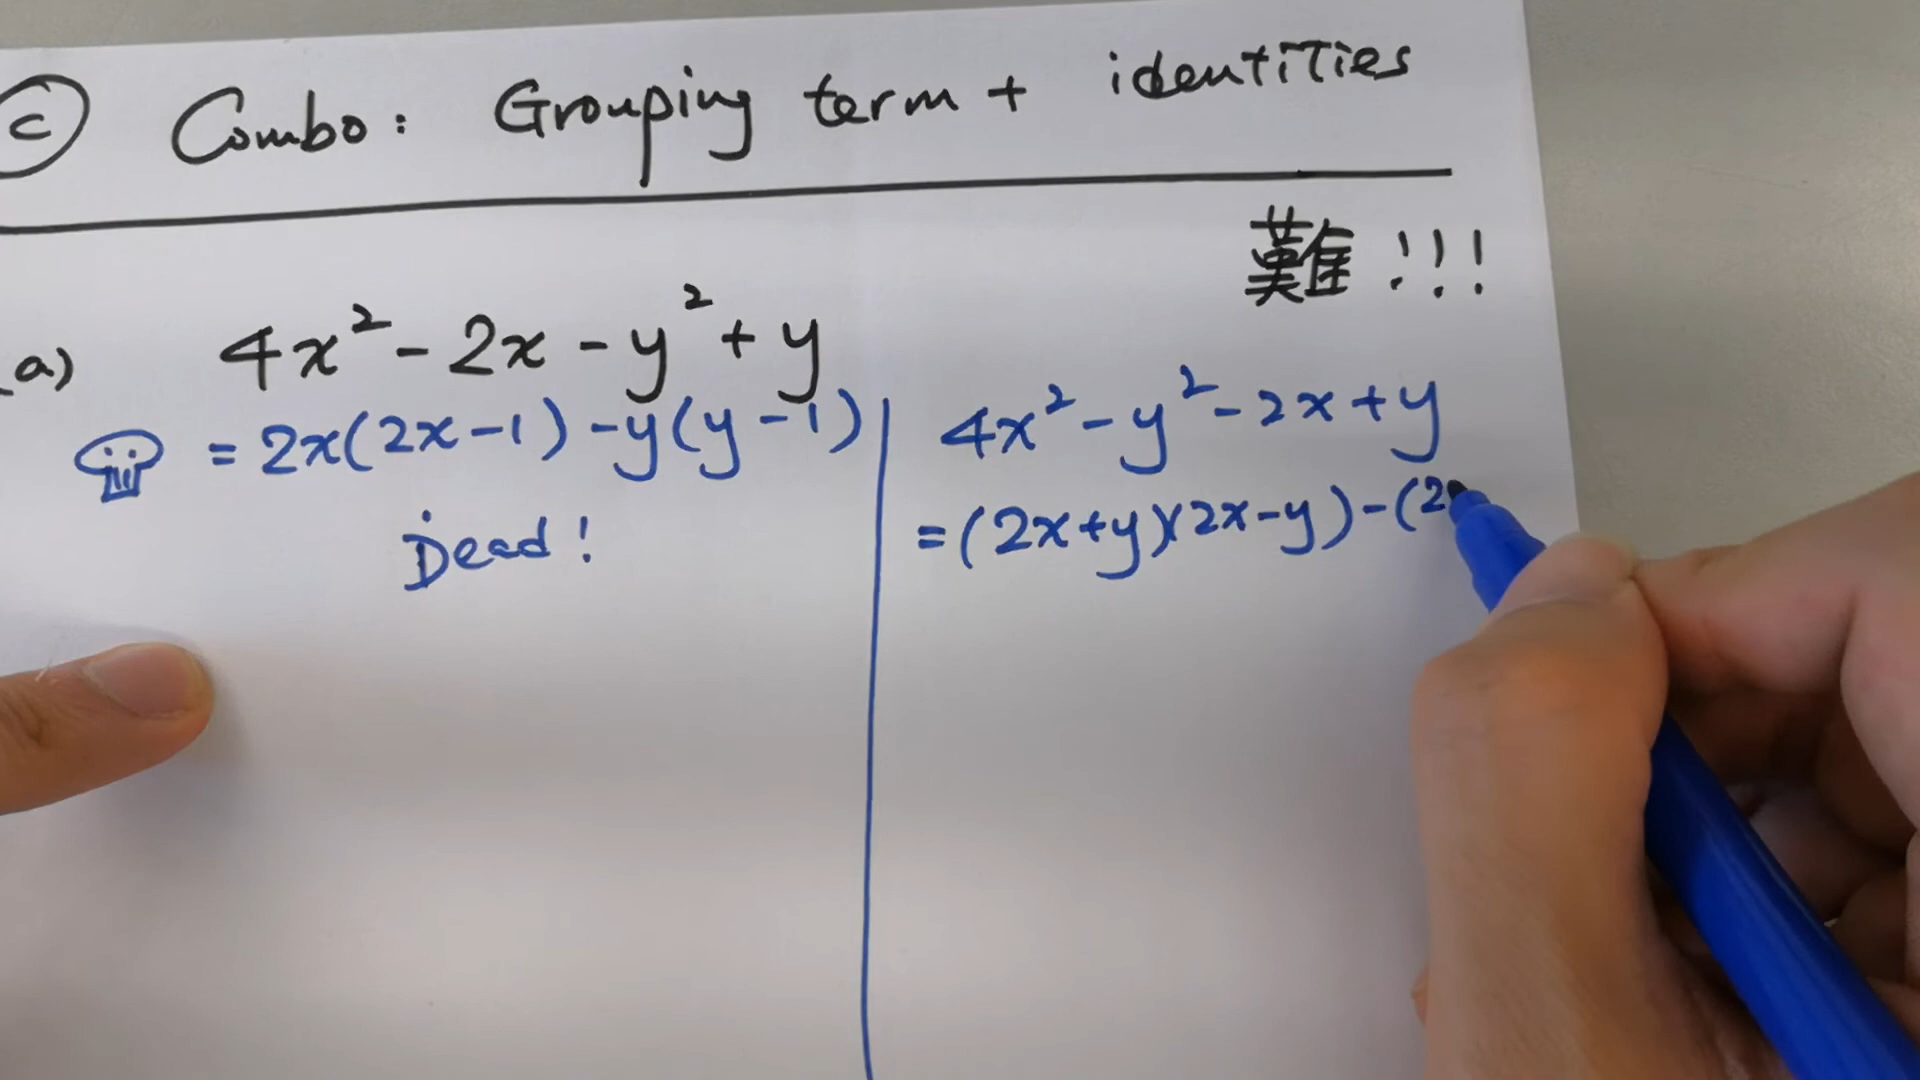 c Combo: Grouping term + identities
難!!!
(a) 4x² - 2x - y² + y
= 2x(2x-1) -y(y-1)
Dead!
4x² - y² - 2x + y
= (2x+y)(2x-y) - (2